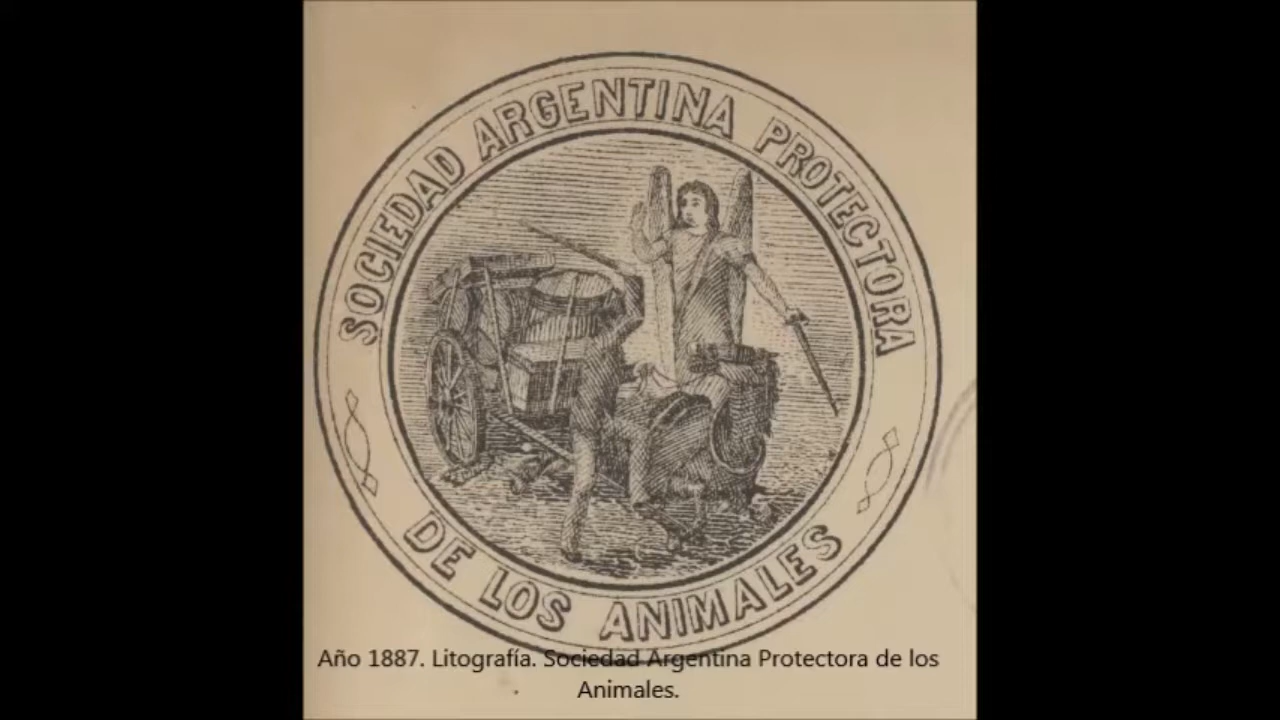 SOCIEDAD ARGENTINA PROTECTORA
DE LOS ANIMALES
Año 1887. Litografía. Sociedad Argentina Protectora de los
Animales.